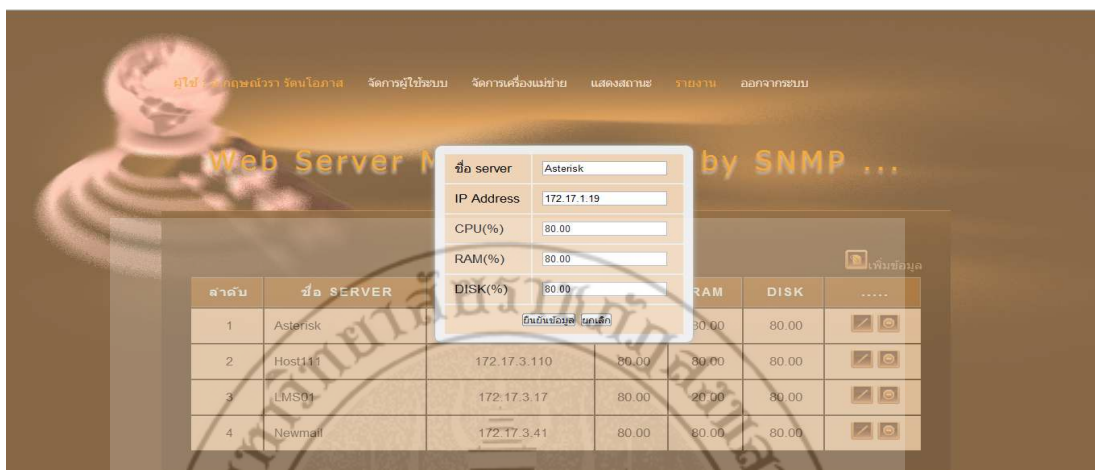 ผู้ใช้ : กฤษณ์วรา รัตนโอภาส จัดการผู้ใช้ระบบ จัดการเครื่องแม่ข่าย แสดงสถานะ รายงาน ออกจากระบบ
Web Server M by SNMP ...
ชื่อ server Asterisk
IP Address 172.17.1.19
CPU(%) 80.00
RAM(%) 80.00
DISK(%) 80.00
ยืนยันข้อมูล ยกเลิก
เพิ่มข้อมูล
ลำดับ ชื่อ SERVER RAM DISK .....
1 Asterisk 80.00 80.00
2 Host111 172.17.3.110 80.00 80.00 80.00
3 LMS01 172.17.3.17 80.00 20.00 80.00
4 Newmail 172.17.3.41 80.00 80.00 80.00